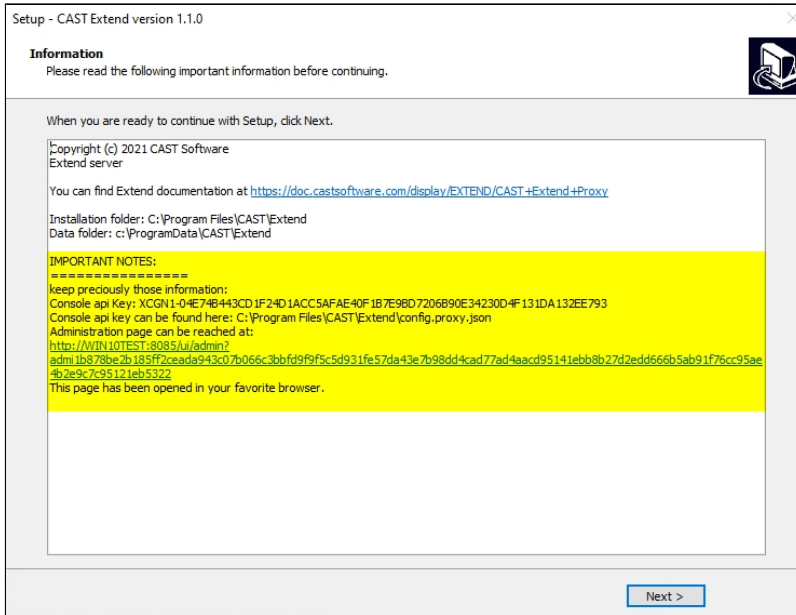 Setup - CAST Extend version 1.1.0
Information
Please read the following important information before continuing.
When you are ready to continue with Setup, click Next.
Copyright (c) 2021 CAST Software
Extend server
You can find Extend documentation at https://doc.castsoftware.com/display/EXTEND/CAST+Extend+Proxy
Installation folder: C:\Program Files\CAST\Extend
Data folder: c:\ProgramData\CAST\Extend
IMPORTANT NOTES:
================
keep preciously those information:
Console api Key: XCGN1-04E74B443CD1F24D1ACC5AFAE40F1B7E9BD7206B90E34230D4F131DA132EE793
Console api key can be found here: C:\Program Files\CAST\Extend\config.proxy.json
Administration page can be reached at:
http://WIN10TEST:8085/ui/admin?
admi1b878be2b185ff2ceada943c07b066c3bbfd9f9f5c5d931fe57da43e7b98dd4cad77ad4aacd95141ebb8b27d2edd666b5ab91f76cc95ae
4b2e9c7c95121eb5322
This page has been opened in your favorite browser.
Next >